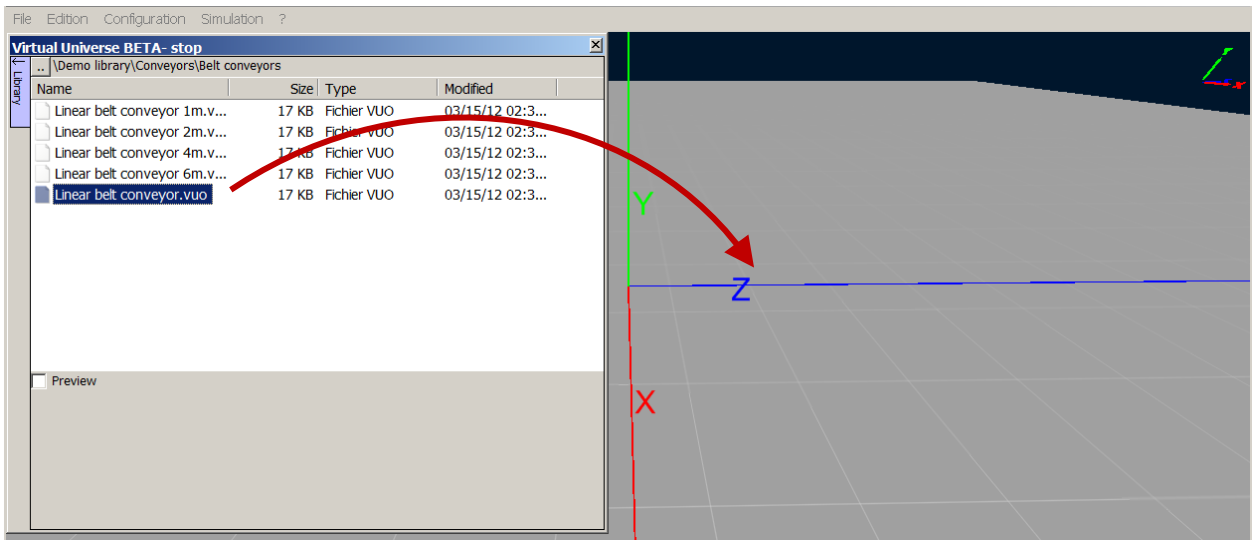 File Edition Configuration Simulation ?
Virtual Universe BETA- stop
.. \Demo library\Conveyors\Belt conveyors
Library
Name Size Type Modified
Linear belt conveyor 1m.v... 17 KB Fichier VUO 03/15/12 02:3...
Linear belt conveyor 2m.v... 17 KB Fichier VUO 03/15/12 02:3...
Linear belt conveyor 4m.v... 17 KB Fichier VUO 03/15/12 02:3...
Linear belt conveyor 6m.v... 17 KB Fichier VUO 03/15/12 02:3...
Linear belt conveyor.vuo 17 KB Fichier VUO 03/15/12 02:3...
Y
Z
Preview
X